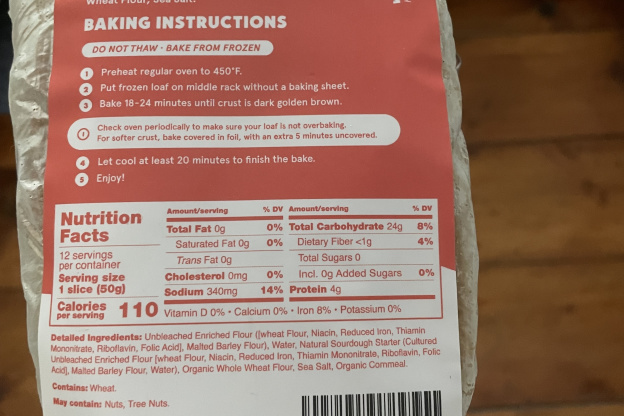 Wheat Flour, Sea Salt.
BAKING INSTRUCTIONS
DO NOT THAW · BAKE FROM FROZEN
1 Preheat regular oven to 450°F.
2 Put frozen loaf on middle rack without a baking sheet.
3 Bake 18-24 minutes until crust is dark golden brown.
Check oven periodically to make sure your loaf is not overbaking.
For softer crust, bake covered in foil, with an extra 5 minutes uncovered.
4 Let cool at least 20 minutes to finish the bake.
5 Enjoy!
Nutrition
Facts
12 servings
per container
Serving size
1 slice (50g)
Calories
per serving 110
Amount/serving % DV
Total Fat 0g 0%
Saturated Fat 0g 0%
Trans Fat 0g
Cholesterol 0mg 0%
Sodium 340mg 14%
Amount/serving % DV
Total Carbohydrate 24g 8%
Dietary Fiber <1g 4%
Total Sugars 0
Incl. 0g Added Sugars 0%
Protein 4g
Vitamin D 0% • Calcium 0% • Iron 8% • Potassium 0%
Detailed Ingredients: Unbleached Enriched Flour ([wheat Flour, Niacin, Reduced Iron, Thiamin
Mononitrate, Riboflavin, Folic Acid], Malted Barley Flour), Water, Natural Sourdough Starter (Cultured
Unbleached Enriched Flour [wheat Flour, Niacin, Reduced Iron, Thiamin Mononitrate, Riboflavin, Folic
Acid], Malted Barley Flour, Water), Organic Whole Wheat Flour, Sea Salt, Organic Cornmeal.
Contains: Wheat.
May contain: Nuts, Tree Nuts.